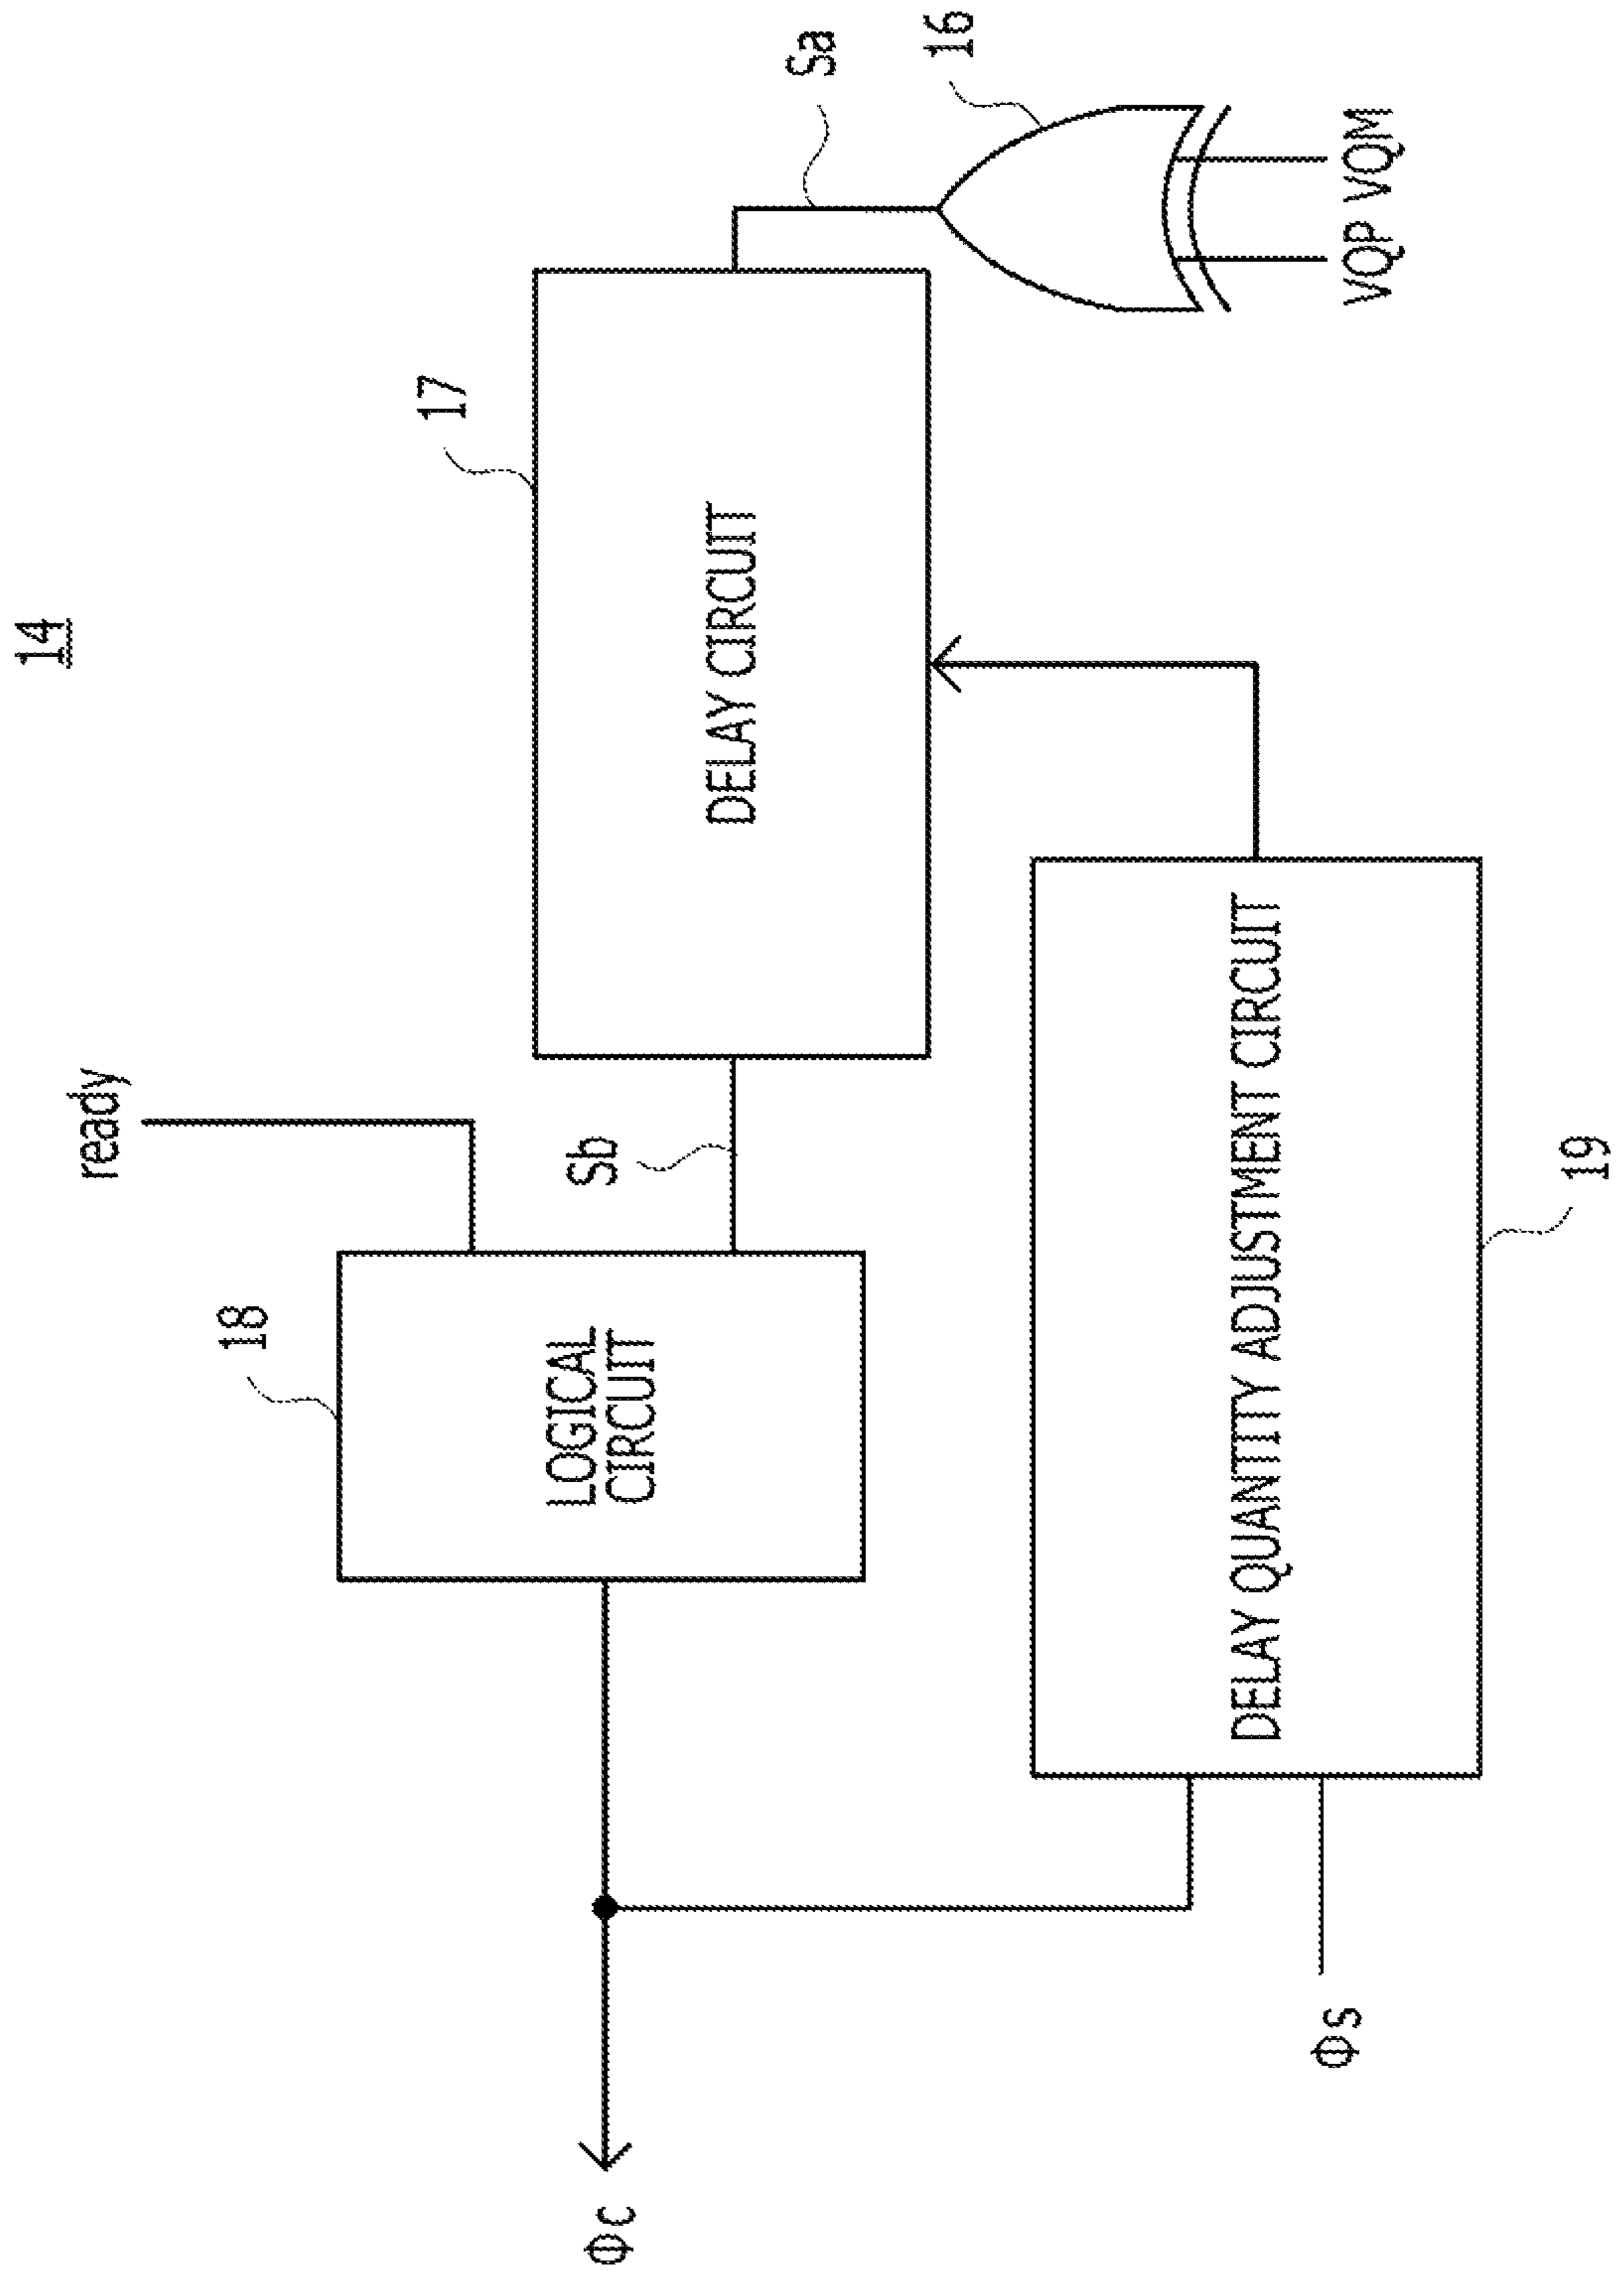 14
ready
18
LOGICAL
CIRCUIT
Sb
17
DELAY CIRCUIT
Sa
16
VQP VQM
Φc
Φs
DELAY QUANTITY ADJUSTMENT CIRCUIT
19